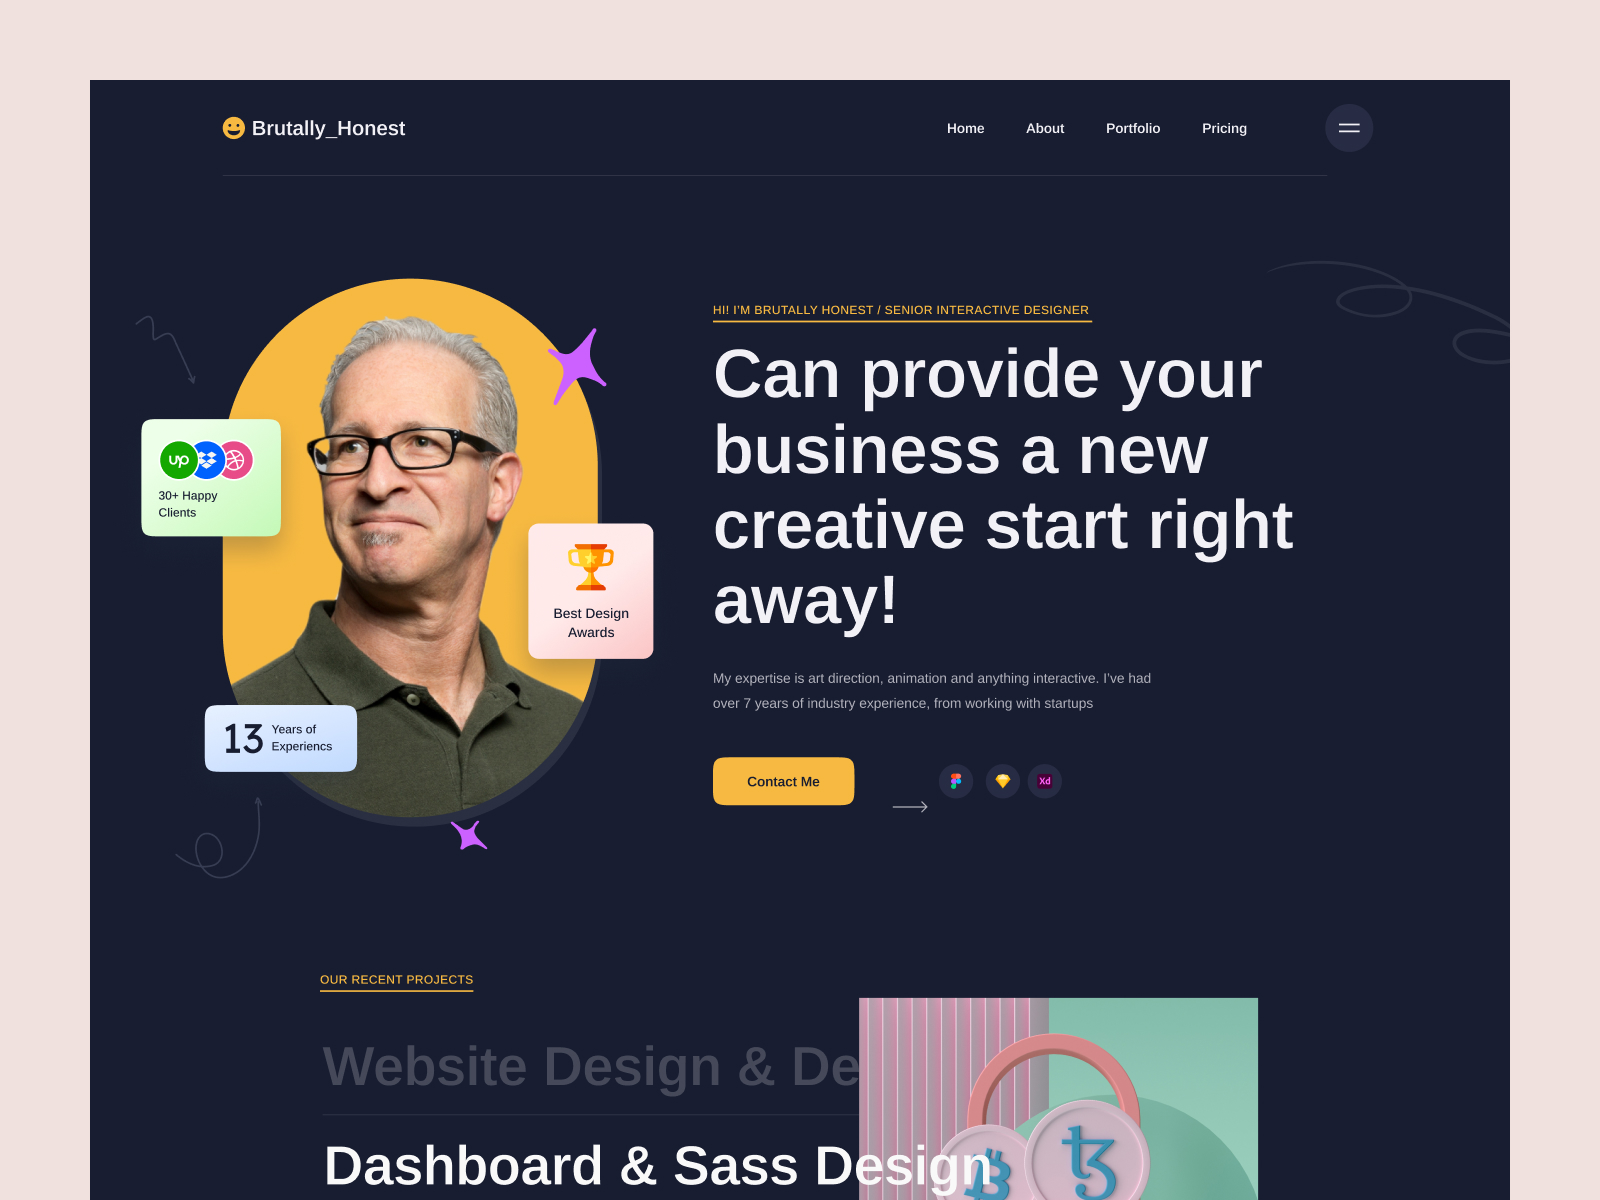 Brutally_Honest
Home
About
Portfolio
Pricing
HI! I'M BRUTALLY HONEST / SENIOR INTERACTIVE DESIGNER
Can provide your
business a new
creative start right
away!
up
30+ Happy
Clients
Best Design
Awards
13
Years of
Experiencs
My expertise is art direction, animation and anything interactive. I've had
over 7 years of industry experience, from working with startups
Contact Me
Xd
OUR RECENT PROJECTS
Website Design & De
Dashboard & Sass Design